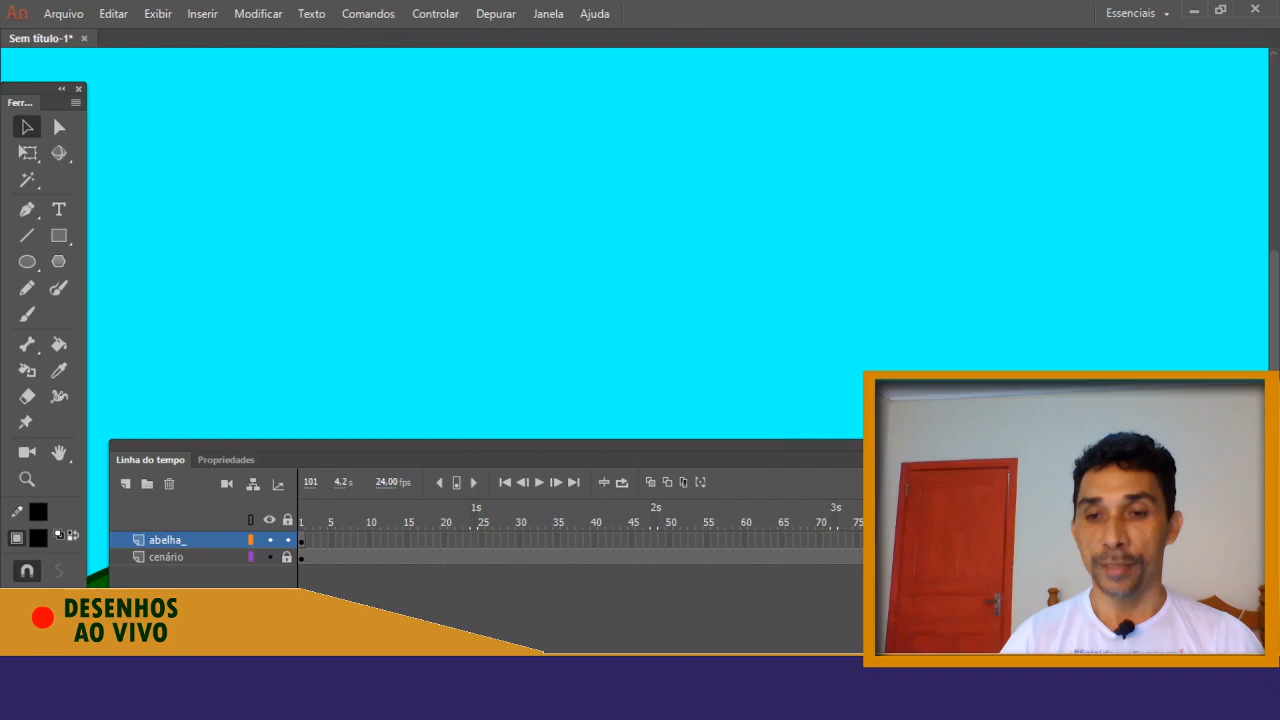 An Arquivo Editar Exibir Inserir Modificar Texto Comandos Controlar Depurar Janela Ajuda Essenciais
Sem título-1*
Ferr...
T
Linha do tempo Propriedades
101 4,2 s 24,00 fps
1s 2s 3s
1 5 10 15 20 25 30 35 40 45 50 55 60 65 70 75
abelha_
cenário
DESENHOS
AO VIVO